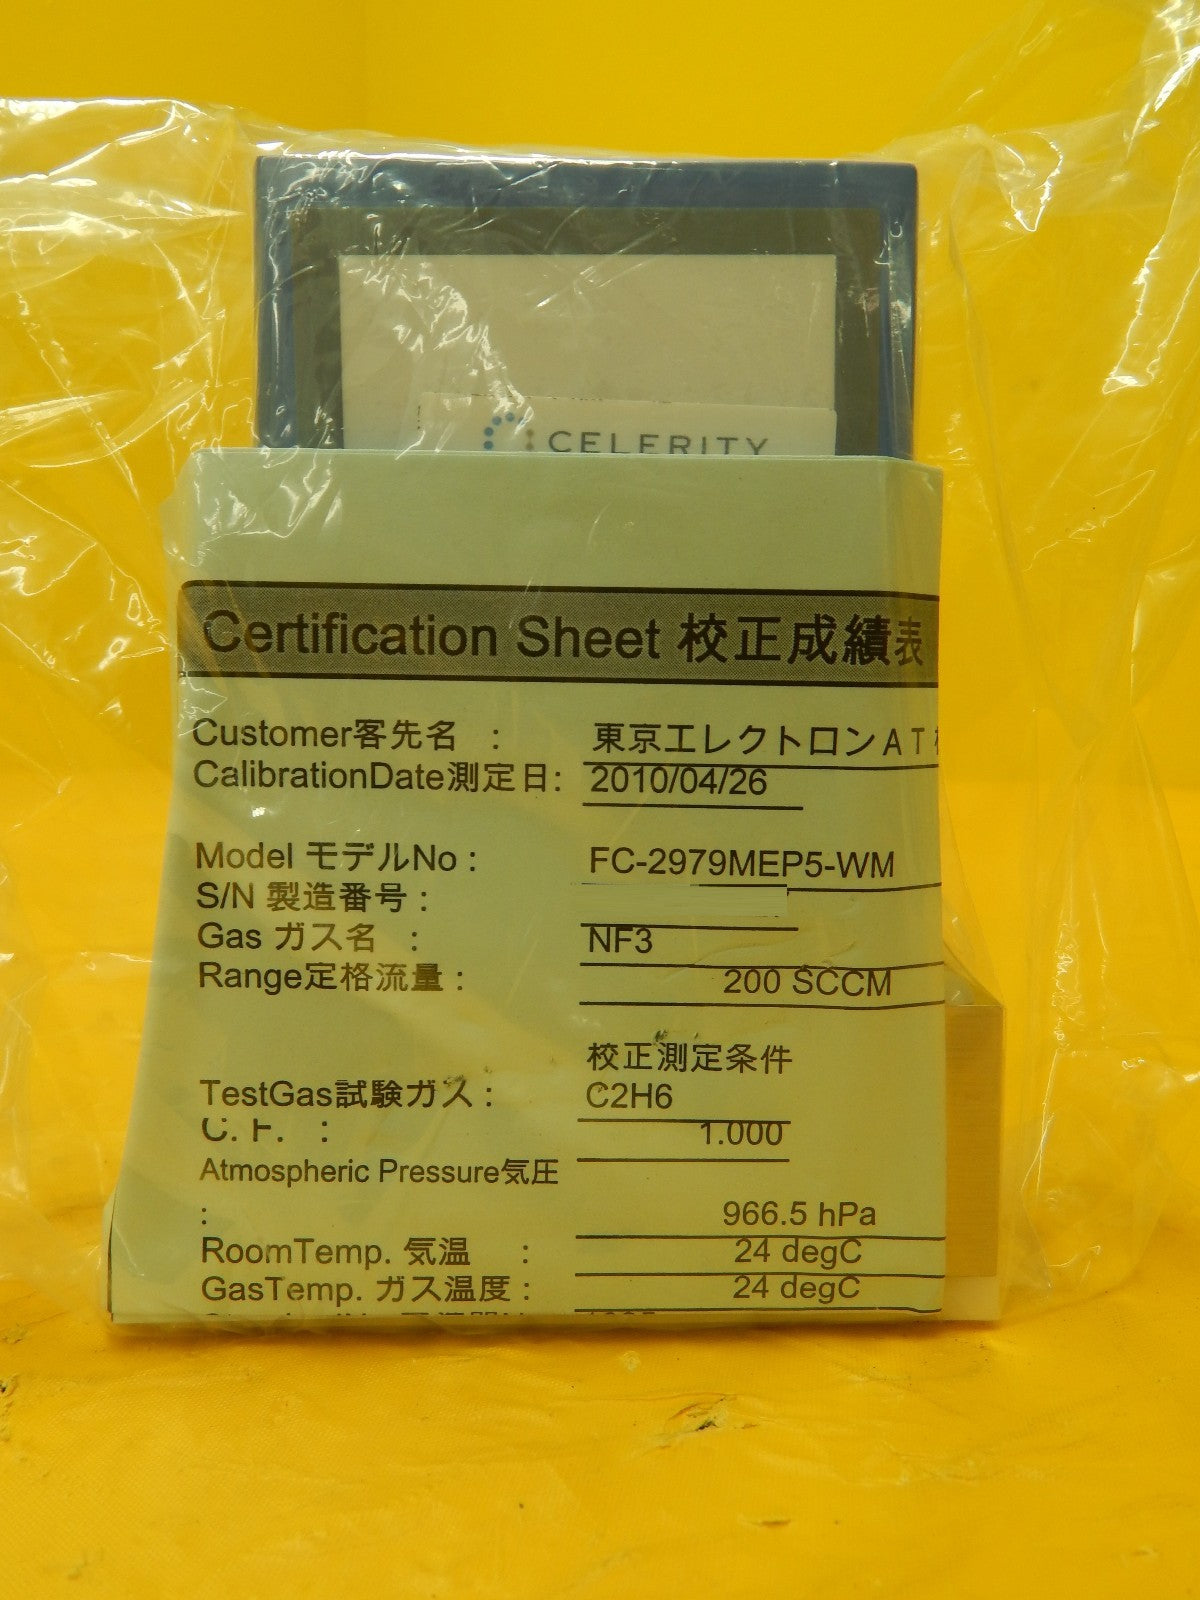 CELERITY
Certification Sheet 校正成績表
Customer客先名 : 東京エレクトロンAT
CalibrationDate測定日: 2010/04/26
Model モデルNo : FC-2979MEP5-WM
S/N 製造番号 :
Gas ガス名 : NF3
Range定格流量 : 200 SCCM
校正測定条件
TestGas試験ガス : C2H6
C. F. : 1.000
Atmospheric Pressure気圧
: 966.5 hPa
RoomTemp. 気温 : 24 degC
GasTemp. ガス温度 : 24 degC